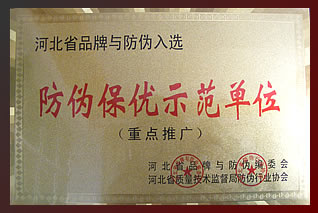 河北省品牌与防伪入选
防伪保优示范单位
（重点推广）
河北省品牌与防伪编委会
河北省质量技术监督局防伪行业协会